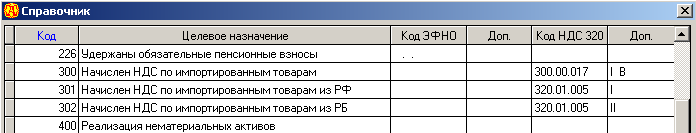 Справочник
Код Целевое назначение Код ЭФНО Доп. Код НДС 320 Доп.
226 Удержаны обязательные пенсионные взносы . .
300 Начислен НДС по импортированным товарам 300.00.017 I B
301 Начислен НДС по импортированным товарам из РФ 320.01.005 I
302 Начислен НДС по импортированным товарам из РБ 320.01.005 II
400 Реализация нематериальных активов